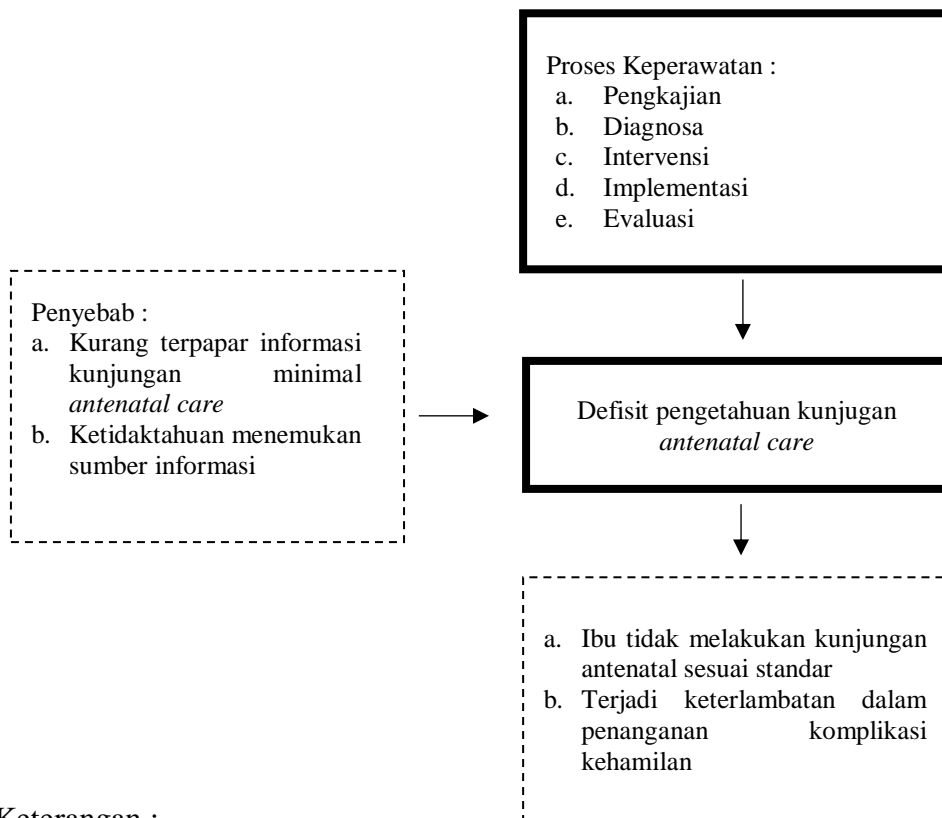 Proses Keperawatan :
a. Pengkajian
b. Diagnosa
c. Intervensi
d. Implementasi
e. Evaluasi
Penyebab :
a. Kurang terpapar informasi
kunjungan minimal
antenatal care
b. Ketidaktahuan menemukan
sumber informasi
Defisit pengetahuan kunjugan
antenatal care
a. Ibu tidak melakukan kunjungan
antenatal sesuai standar
b. Terjadi keterlambatan dalam
penanganan komplikasi
kehamilan
Keterangan :